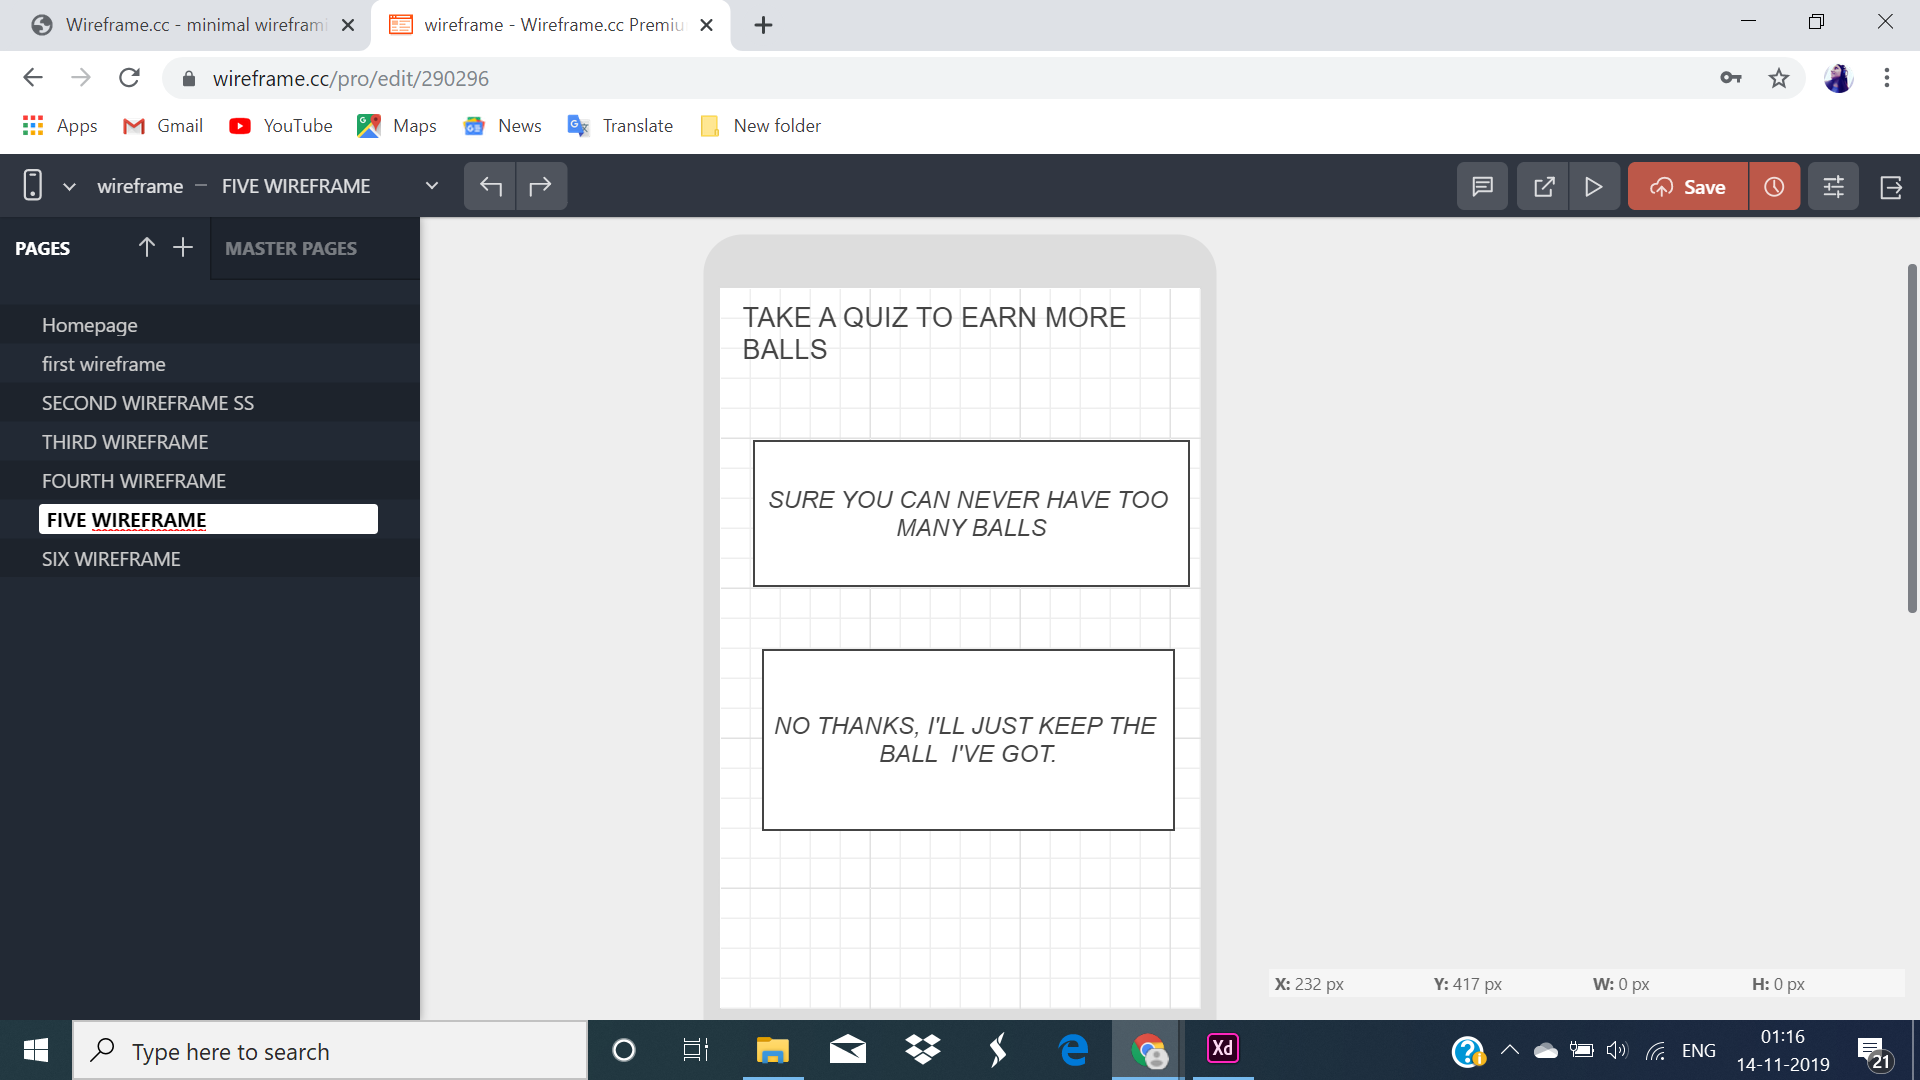 Wireframe.cc - minimal wireframi
wireframe - Wireframe.cc Premiu
wireframe.cc/pro/edit/290296
Apps Gmail YouTube Maps News Translate New folder
wireframe – FIVE WIREFRAME
Save
PAGES
MASTER PAGES
Homepage
first wireframe
SECOND WIREFRAME SS
THIRD WIREFRAME
FOURTH WIREFRAME
FIVE WIREFRAME
SIX WIREFRAME
TAKE A QUIZ TO EARN MORE
BALLS
SURE YOU CAN NEVER HAVE TOO
MANY BALLS
NO THANKS, I'LL JUST KEEP THE
BALL  I'VE GOT.
X: 232 px Y: 417 px W: 0 px H: 0 px
Type here to search
Xd
ENG
01:16
14-11-2019
21